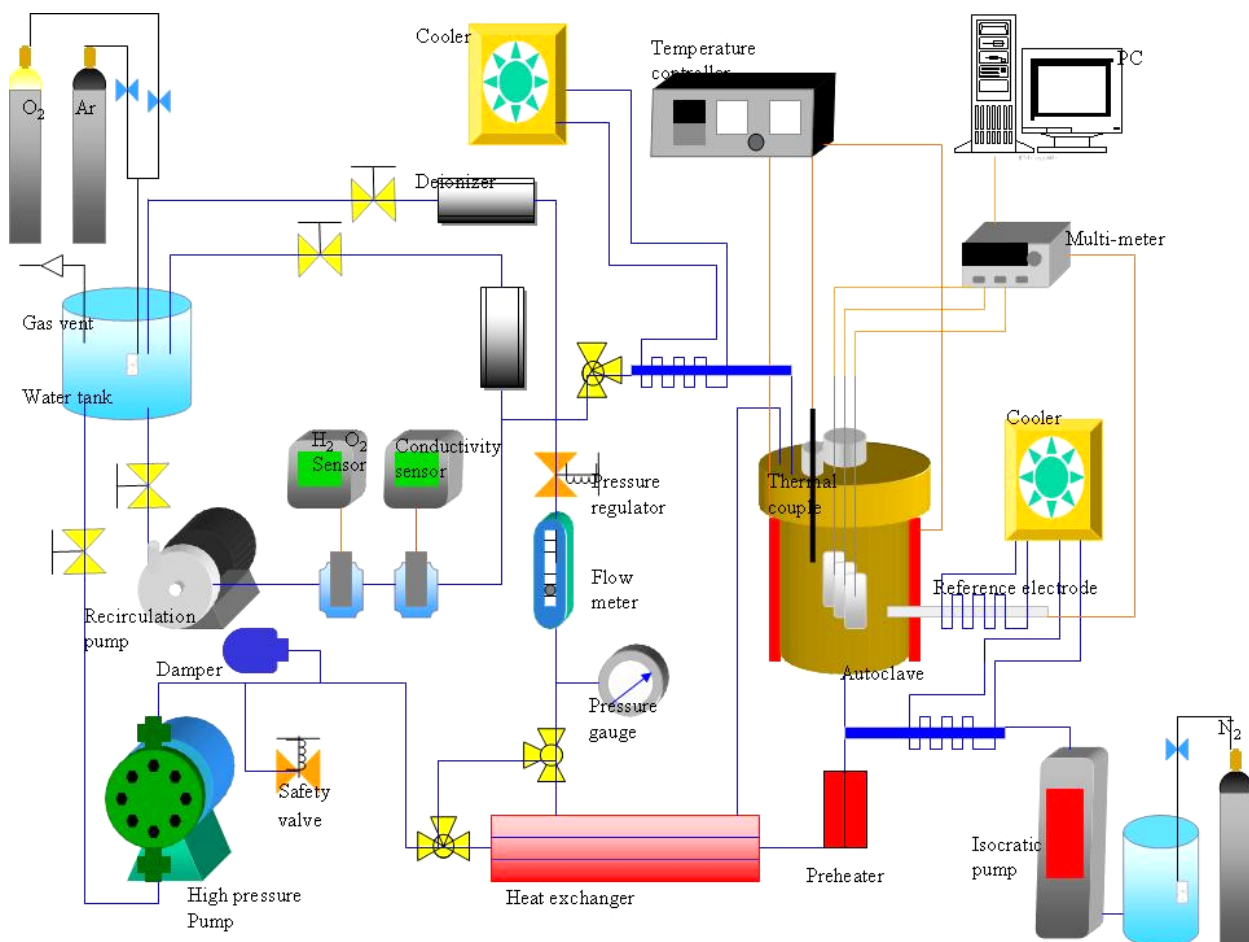 Cooler
Temperature
controller
PC
O2
Ar
Deionizer
Multi-meter
Gas vent
Water tank
Cooler
H2 O2
Sensor
Conductivity
sensor
Pressure
regulator
Thermal
couple
Flow
meter
Reference electrode
Recirculation
pump
Damper
Autoclave
Pressure
gauge
N2
Safety
valve
Isocratic
pump
Preheater
High pressure
Pump
Heat exchanger